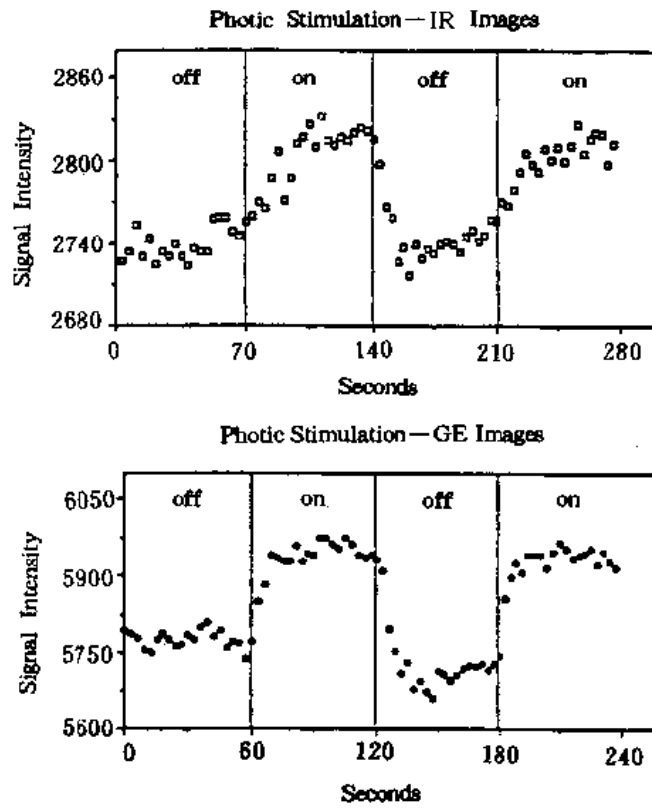 Photic Stimulation—IR Images
2860
2800
2740
2680
Signal Intensity
off on off on
0 70 140 210 280
Seconds
Photic Stimulation—GE Images
6050
5900
5750
5600
Signal Intensity
off on off on
0 60 120 180 240
Seconds